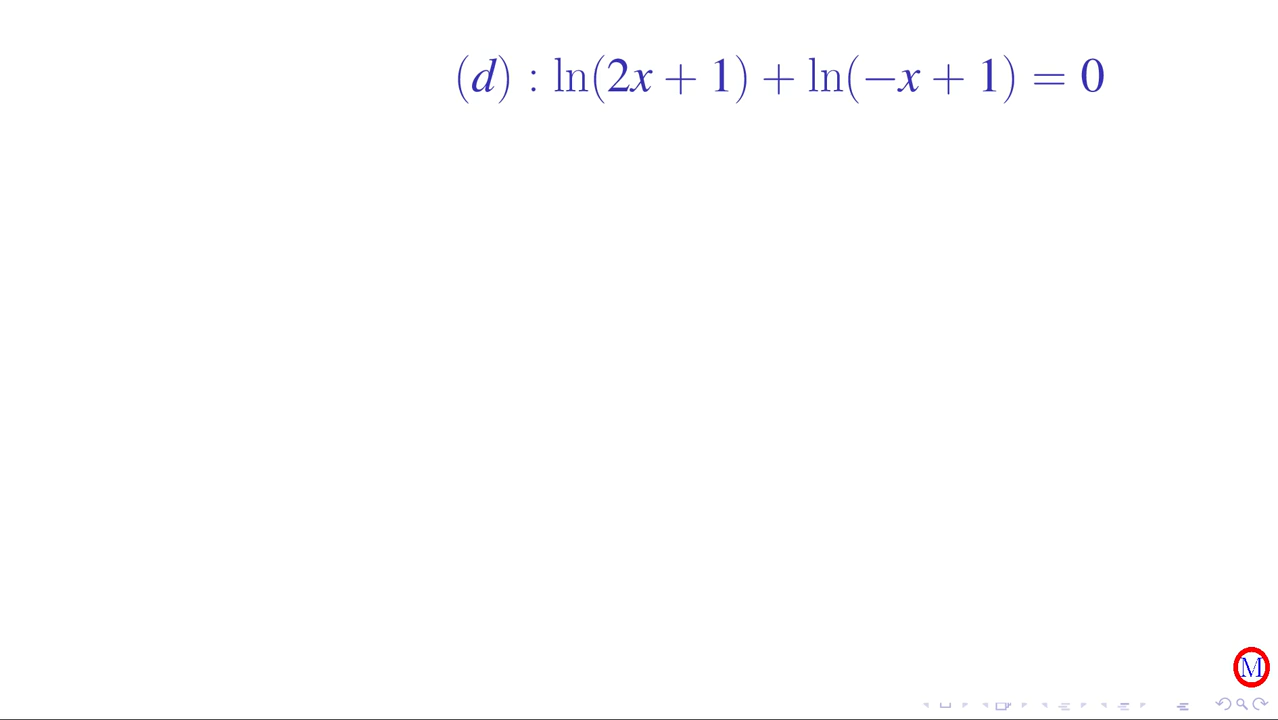 (d) : ln(2x + 1) + ln(−x + 1) = 0
M